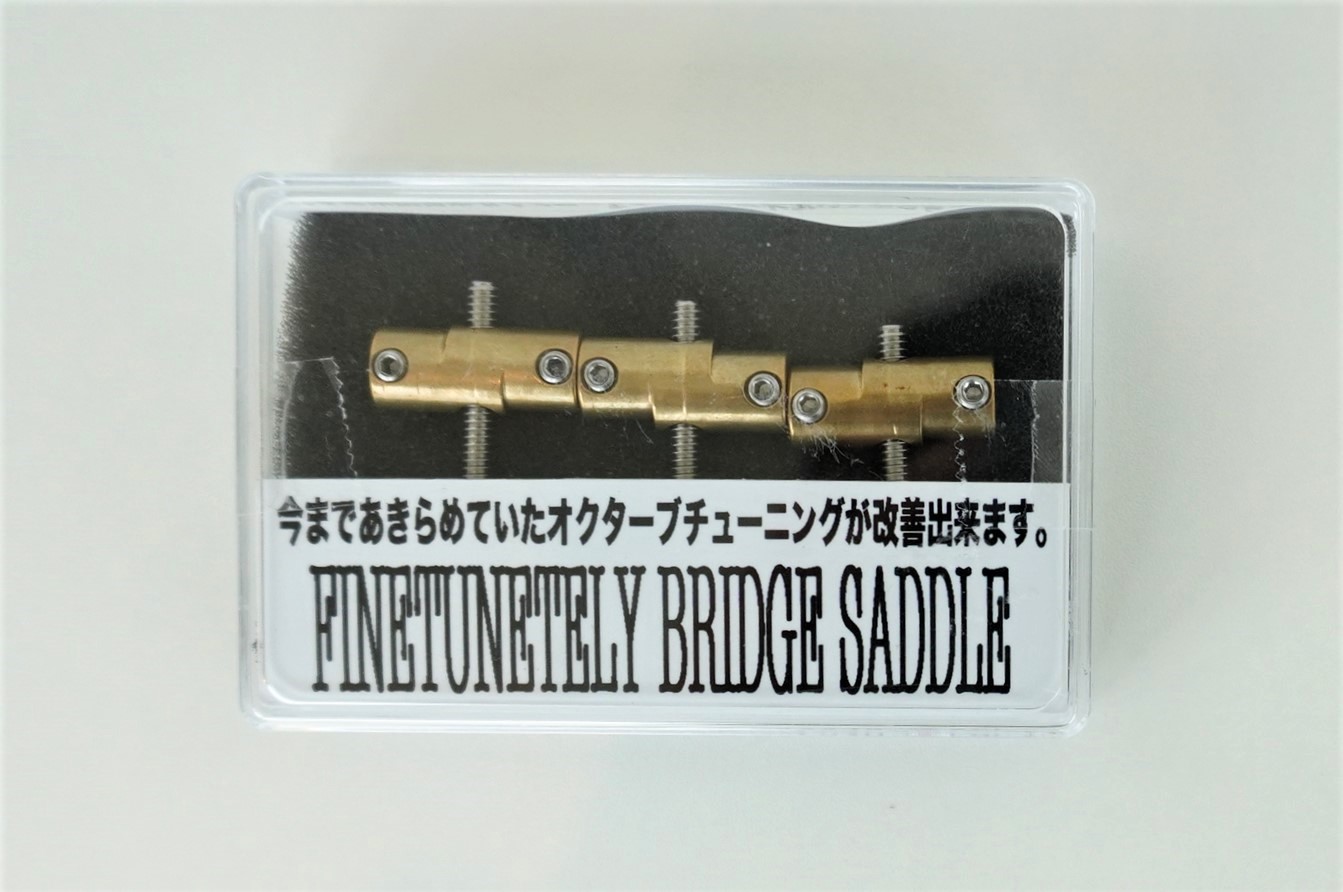 今まであきらめていたオクターブチューニングが改善出来ます。
FINETUNETELY BRIDGE SADDLE